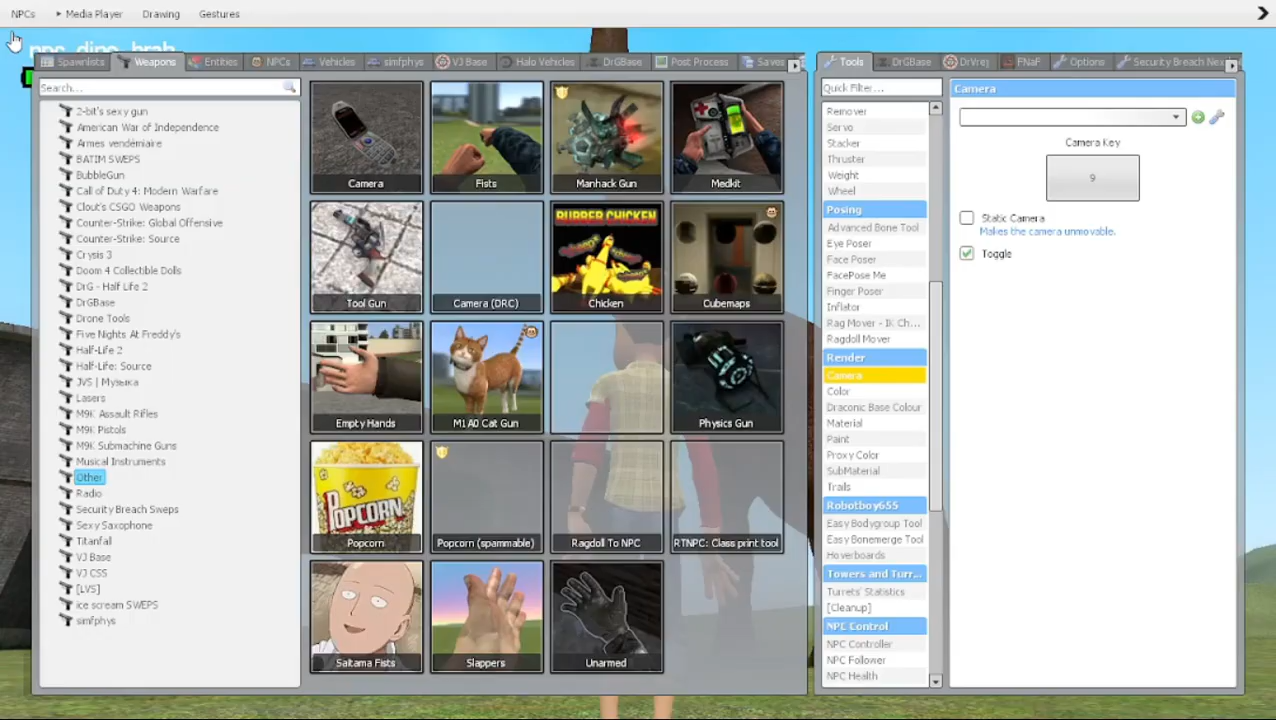 NPCs
Media Player
Drawing
Gestures
npc_dino_brah
Spawnlists
Weapons
Entities
NPCs
Vehicles
simfphys
VJ Base
Halo Vehicles
DrGBase
Post Process
Saves
Search...
2-bit's sexy gun
American War of Independence
Armes vendémiaire
BATIM SWEPS
BubbleGun
Call of Duty 4: Modern Warfare
Clout's CSGO Weapons
Counter-Strike: Global Offensive
Counter-Strike: Source
Crysis 3
Doom 4 Collectible Dolls
DrG - Half Life 2
DrGBase
Drone Tools
Five Nights At Freddy's
Half-Life 2
Half-Life: Source
JVS | Музыка
Lasers
M9K Assault Rifles
M9K Pistols
M9K Submachine Guns
Musical Instruments
Other
Radio
Security Breach Sweps
Sexy Saxophone
Titanfall
VJ Base
VJ CSS
[LVS]
ice scream SWEPS
simfphys
Camera
Fists
Manhack Gun
Medkit
Tool Gun
Camera (DRC)
RUBBER CHICKEN
Chicken
Cubemaps
Empty Hands
M1A0 Cat Gun
Physics Gun
POPCORN
Popcorn
Popcorn (spammable)
Ragdoll To NPC
RTNPC: Class print tool
Saitama Fists
Slappers
Unarmed
Tools
DrGBase
DrVrej
FNaF
Options
Security Breach Nex
Quick Filter...
Remover
Servo
Stacker
Thruster
Weight
Wheel
Posing
Advanced Bone Tool
Eye Poser
Face Poser
FacePose Me
Finger Poser
Inflator
Rag Mover - IK Ch...
Ragdoll Mover
Render
Camera
Color
Draconic Base Colour
Material
Paint
Proxy Color
SubMaterial
Trails
Robotboy655
Easy Bodygroup Tool
Easy Bonemerge Tool
Hoverboards
Towers and Turr...
Turrets' Statistics
[Cleanup]
NPC Control
NPC Controller
NPC Follower
NPC Health
Camera
Camera Key
9
Static Camera
Makes the camera unmovable.
Toggle